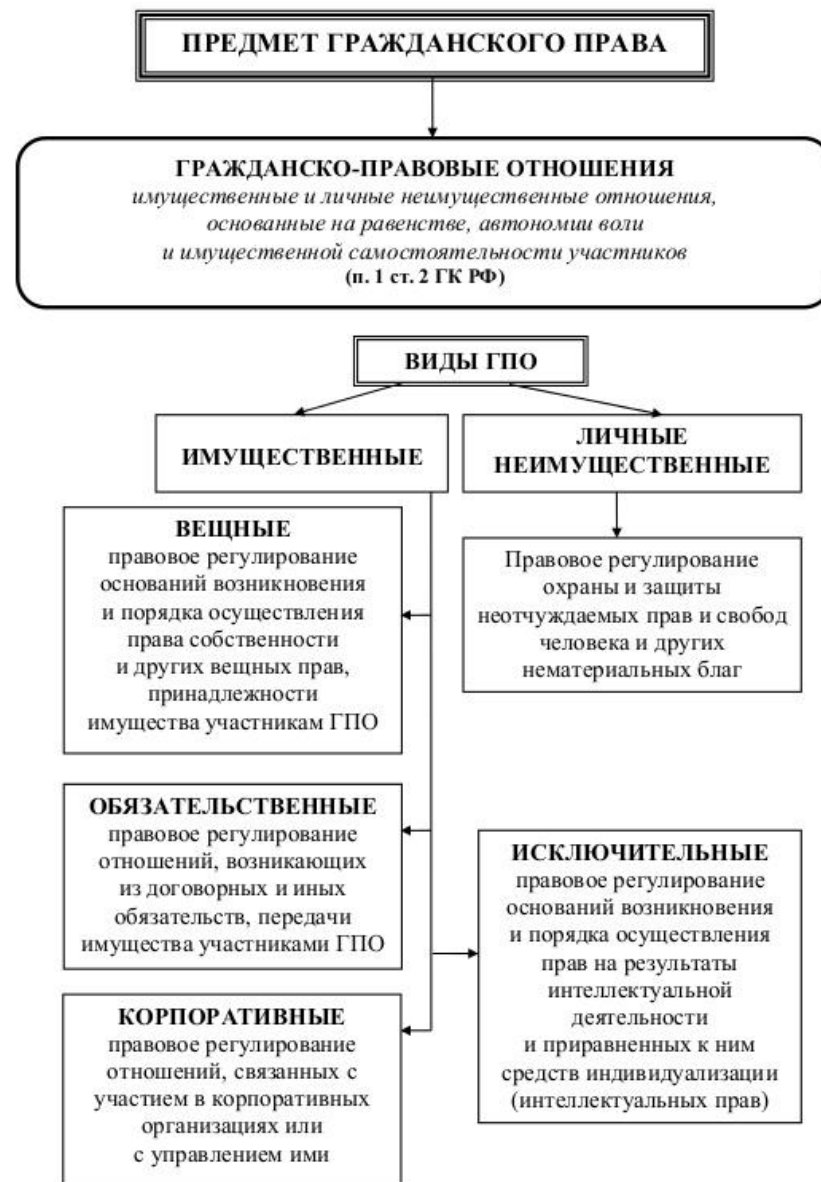 ПРЕДМЕТ ГРАЖДАНСКОГО ПРАВА
ГРАЖДАНСКО-ПРАВОВЫЕ ОТНОШЕНИЯ
имущественные и личные неимущественные отношения,
основанные на равенстве, автономии воли
и имущественной самостоятельности участников
(п. 1 ст. 2 ГК РФ)
ВИДЫ ГПО
ИМУЩЕСТВЕННЫЕ
ЛИЧНЫЕ
НЕИМУЩЕСТВЕННЫЕ
ВЕЩНЫЕ
правовое регулирование
оснований возникновения
и порядка осуществления
права собственности
и других вещных прав,
принадлежности
имущества участникам ГПО
Правовое регулирование
охраны и защиты
неотчуждаемых прав и свобод
человека и других
нематериальных благ
ОБЯЗАТЕЛЬСТВЕННЫЕ
правовое регулирование
отношений, возникающих
из договорных и иных
обязательств, передачи
имущества участниками ГПО
ИСКЛЮЧИТЕЛЬНЫЕ
правовое регулирование
оснований возникновения
и порядка осуществления
прав на результаты
интеллектуальной
деятельности
и приравненных к ним
средств индивидуализации
(интеллектуальных прав)
КОРПОРАТИВНЫЕ
правовое регулирование
отношений, связанных с
участием в корпоративных
организациях или
с управлением ими